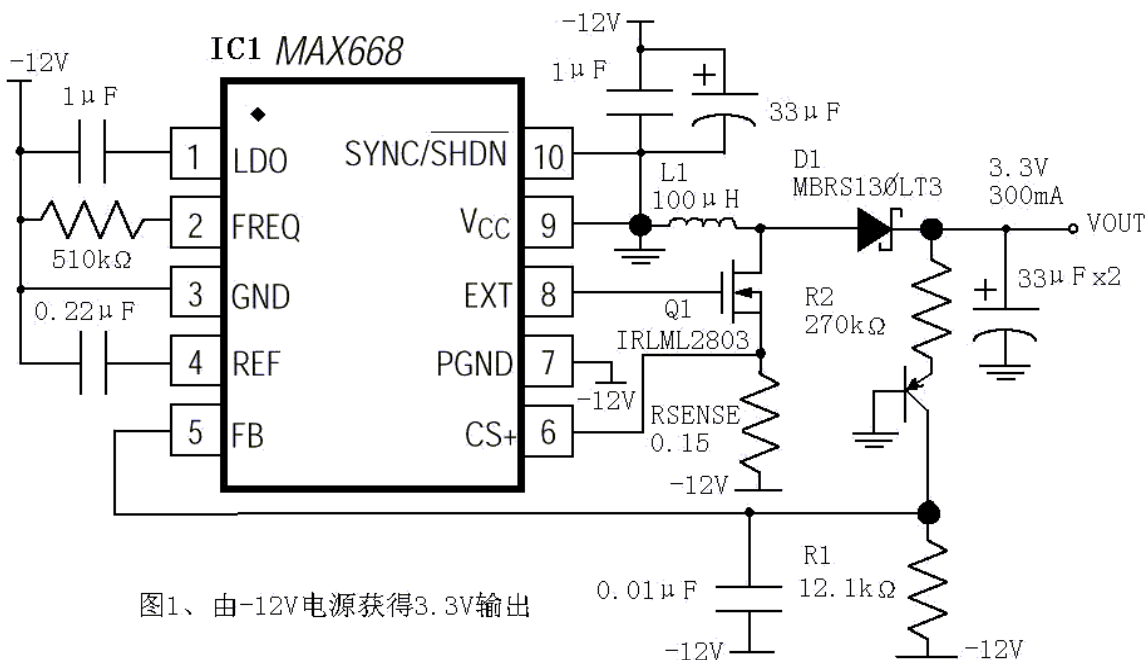 IC1 MAX668
-12V
1μF
1 LDO
2 FREQ
510kΩ
3 GND
0.22μF
4 REF
5 FB
SYNC/SHDN 10
VCC 9
EXT 8
PGND 7
CS+ 6
-12V
1μF
+
33μF
L1
100μH
D1
MBRS130LT3
3.3V
300mA
VOUT
+
33μFx2
R2
270kΩ
Q1
IRLML2803
-12V
RSENSE
0.15
-12V
0.01μF
-12V
R1
12.1kΩ
-12V
图1、由-12V电源获得3.3V输出